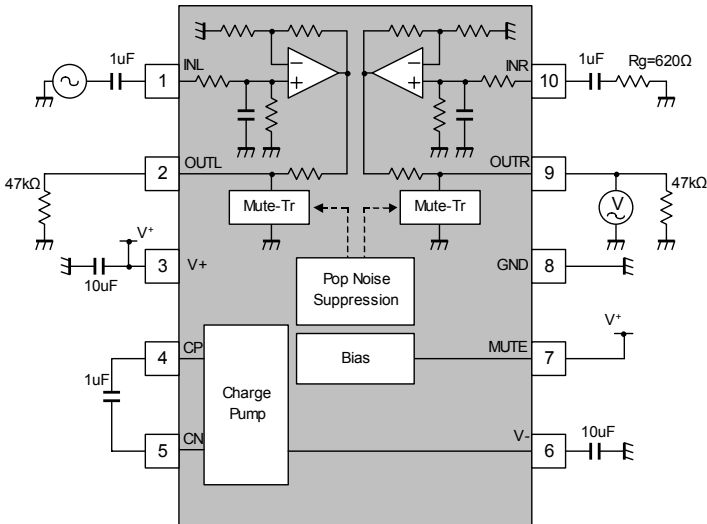 1uF
1
INL
−
+
−
+
INR
10
1uF
Rg=620Ω
2
OUTL
47kΩ
Mute-Tr
Mute-Tr
OUTR
9
V
47kΩ
V+
3
V+
10uF
Pop Noise
Suppression
GND
8
4
CP
1uF
Charge
Pump
Bias
MUTE
7
V+
5
CN
V-
6
10uF